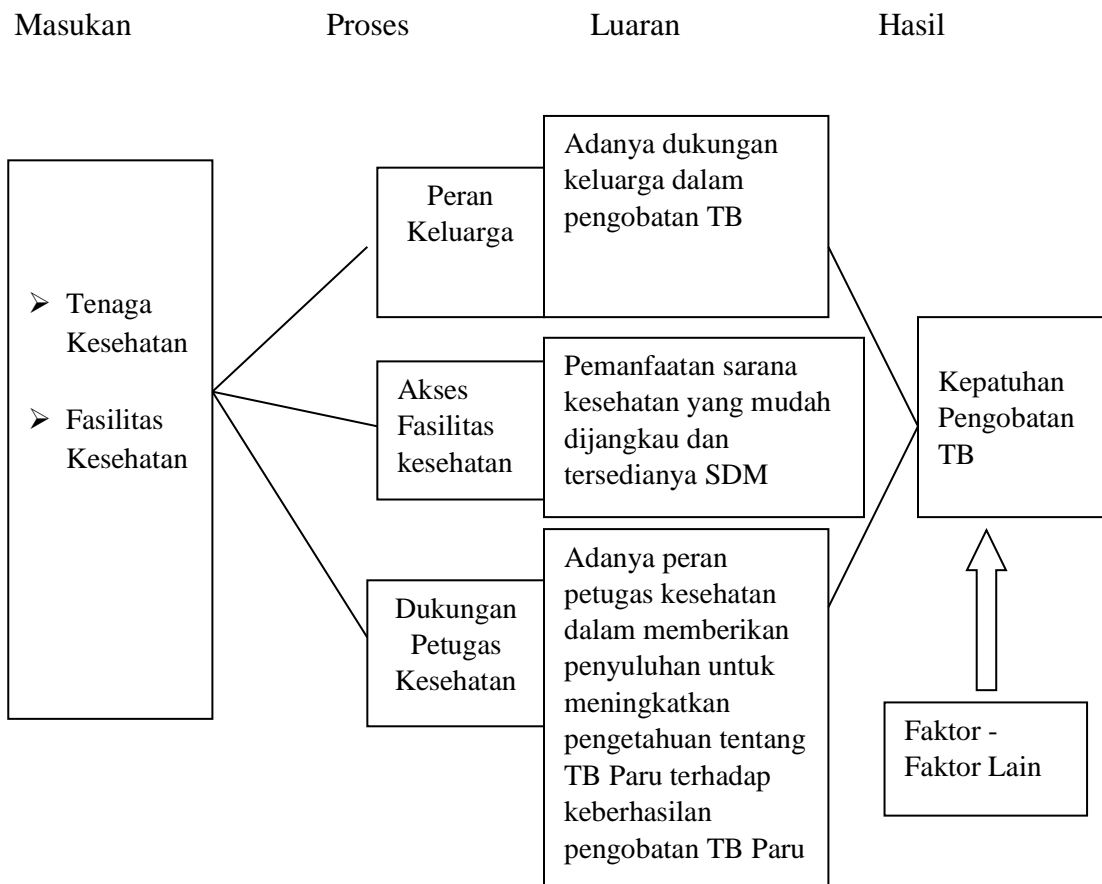 Masukan Proses Luaran Hasil
➢ Tenaga
Kesehatan
➢ Fasilitas
Kesehatan
Peran
Keluarga
Adanya dukungan
keluarga dalam
pengobatan TB
Akses
Fasilitas
kesehatan
Pemanfaatan sarana
kesehatan yang mudah
dijangkau dan
tersedianya SDM
Dukungan
Petugas
Kesehatan
Adanya peran
petugas kesehatan
dalam memberikan
penyuluhan untuk
meningkatkan
pengetahuan tentang
TB Paru terhadap
keberhasilan
pengobatan TB Paru
Kepatuhan
Pengobatan
TB
Faktor -
Faktor Lain